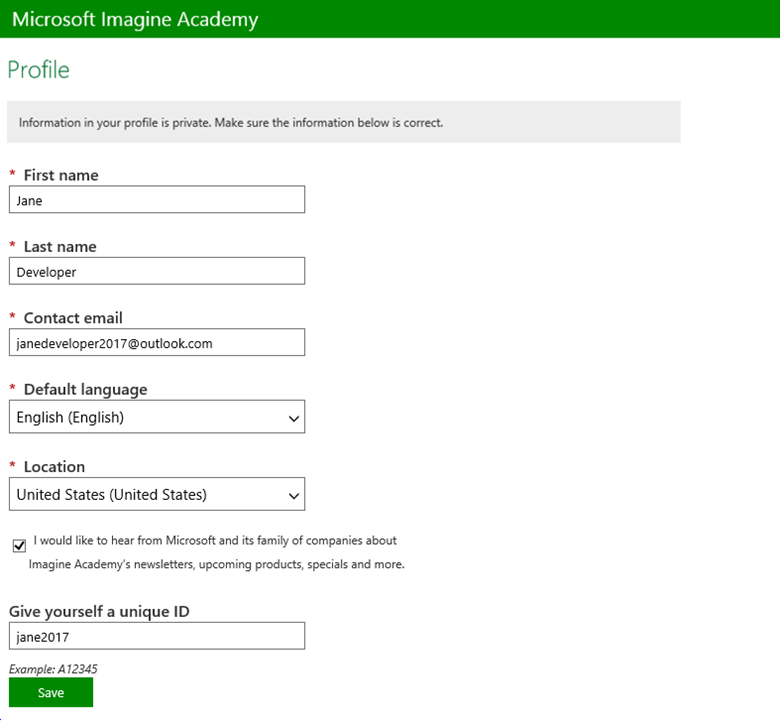 Microsoft Imagine Academy
Profile
Information in your profile is private. Make sure the information below is correct.
* First name
Jane
* Last name
Developer
* Contact email
janedeveloper2017@outlook.com
* Default language
English (English)
* Location
United States (United States)
I would like to hear from Microsoft and its family of companies about
Imagine Academy's newsletters, upcoming products, specials and more.
Give yourself a unique ID
jane2017
Example: A12345
Save